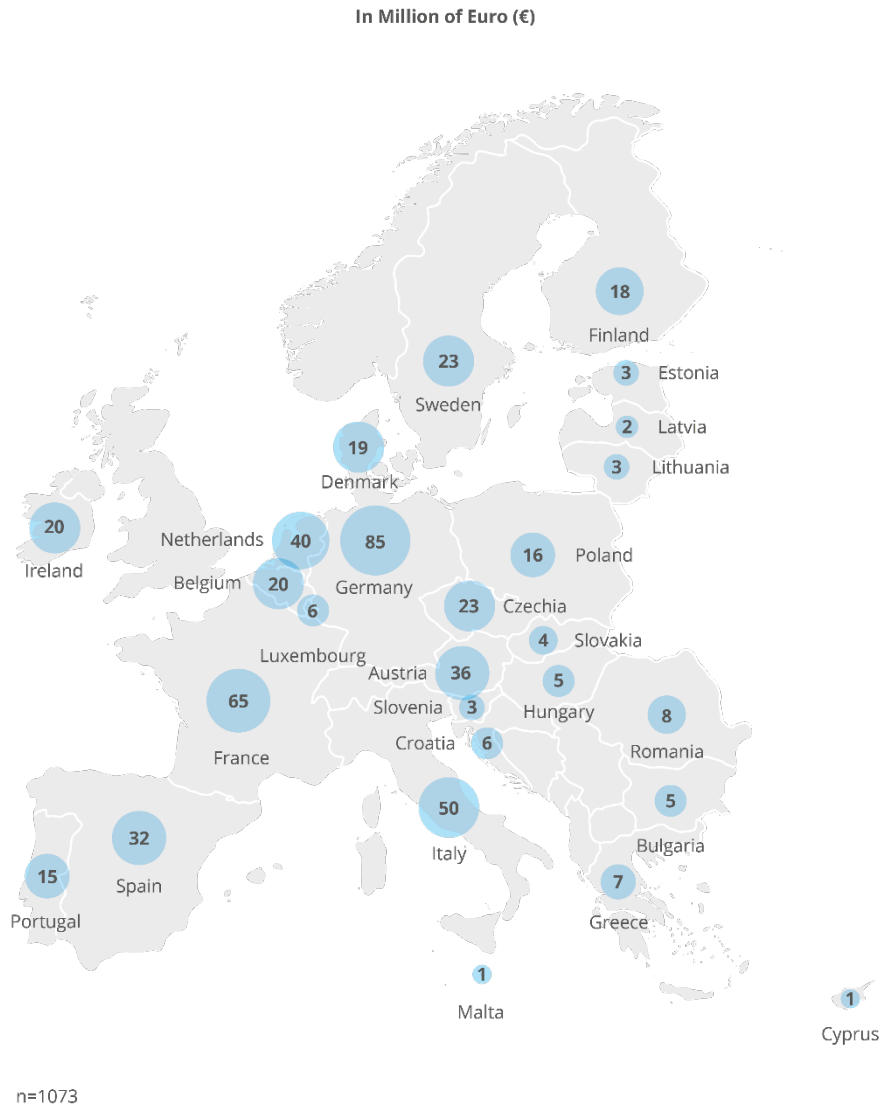 In Million of Euro (€)
18
Finland
23
Sweden
3 Estonia
2 Latvia
3 Lithuania
19
Denmark
20
Ireland
Netherlands 40
85
Germany
16 Poland
Belgium 20
6
Luxembourg
23 Czechia
4 Slovakia
Austria 36
5
Hungary
Slovenia 3
65
France
8
Romania
Croatia 6
50
Italy
5
Bulgaria
32
Spain
15
Portugal
7
Greece
1
Malta
1
Cyprus
n=1073